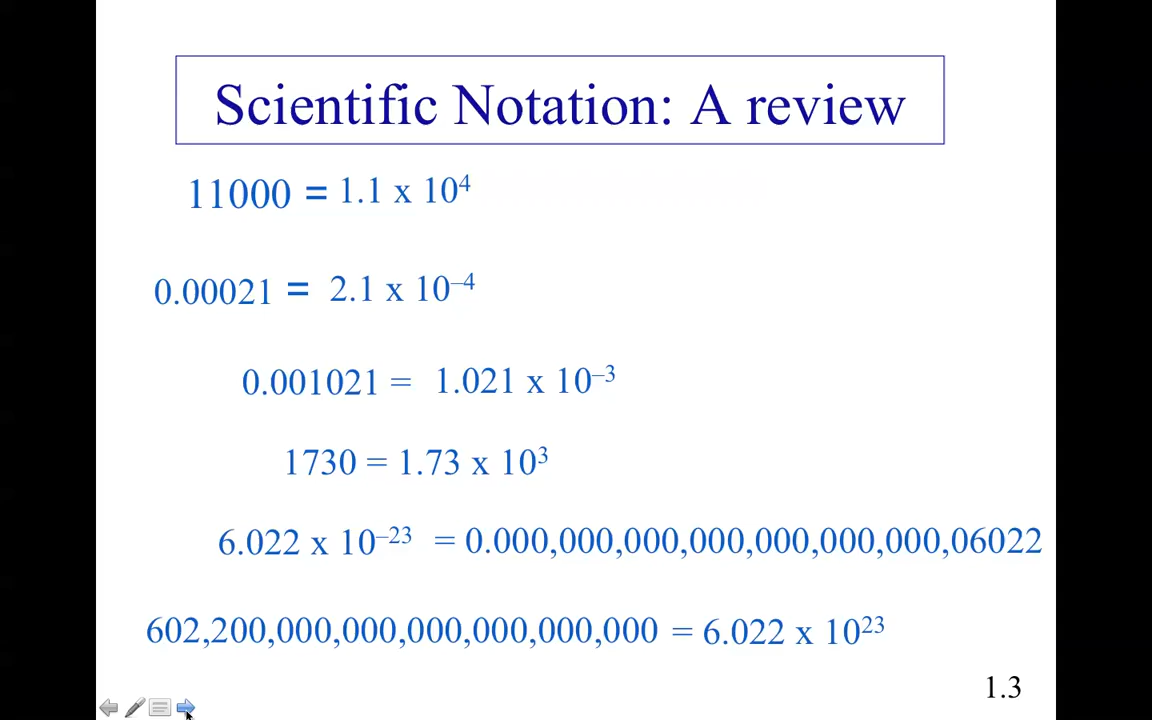 Scientific Notation: A review
11000 = 1.1 x 10⁴
0.00021 = 2.1 x 10⁻⁴
0.001021 = 1.021 x 10⁻³
1730 = 1.73 x 10³
6.022 x 10⁻²³ = 0.000,000,000,000,000,000,000,06022
602,200,000,000,000,000,000,000 = 6.022 x 10²³
1.3